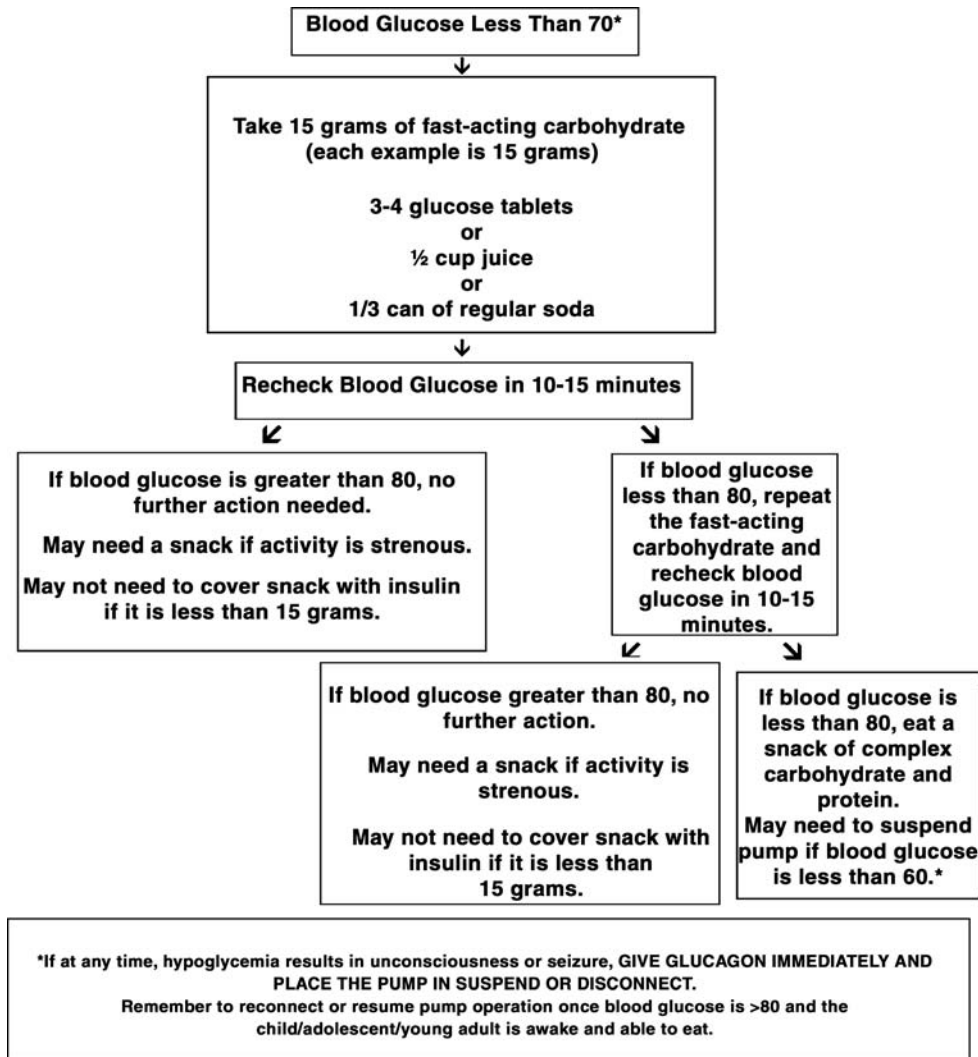 Blood Glucose Less Than 70*
Take 15 grams of fast-acting carbohydrate
(each example is 15 grams)
3-4 glucose tablets
or
½ cup juice
or
1/3 can of regular soda
Recheck Blood Glucose in 10-15 minutes
If blood glucose is greater than 80, no
further action needed.
May need a snack if activity is strenous.
May not need to cover snack with insulin
if it is less than 15 grams.
If blood glucose
less than 80, repeat
the fast-acting
carbohydrate and
recheck blood
glucose in 10-15
minutes.
If blood glucose greater than 80, no
further action.
May need a snack if activity is
strenous.
May not need to cover snack with
insulin if it is less than
15 grams.
If blood glucose is
less than 80, eat a
snack of complex
carbohydrate and
protein.
May need to suspend
pump if blood glucose
is less than 60.*
*If at any time, hypoglycemia results in unconsciousness or seizure, GIVE GLUCAGON IMMEDIATELY AND
PLACE THE PUMP IN SUSPEND OR DISCONNECT.
Remember to reconnect or resume pump operation once blood glucose is >80 and the
child/adolescent/young adult is awake and able to eat.